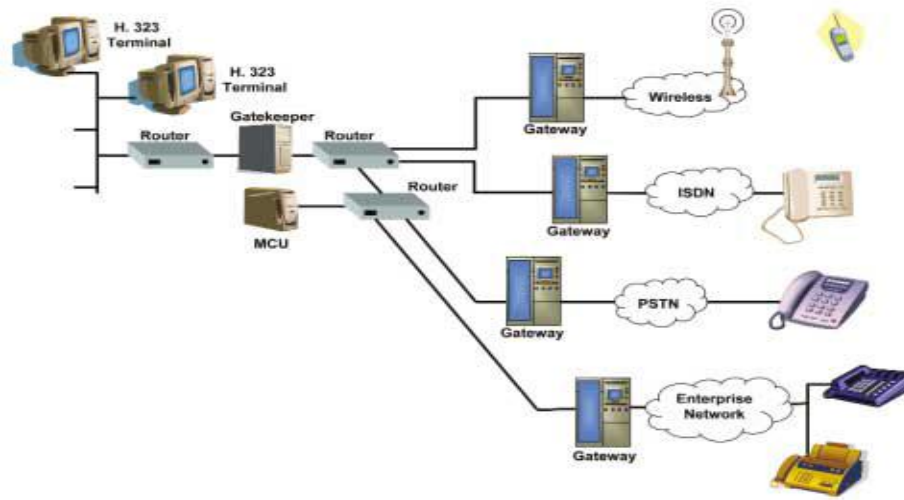 H. 323
Terminal
H. 323
Terminal
Router
Gatekeeper
Router
Router
MCU
Gateway
Wireless
Gateway
ISDN
Gateway
PSTN
Gateway
Enterprise
Network